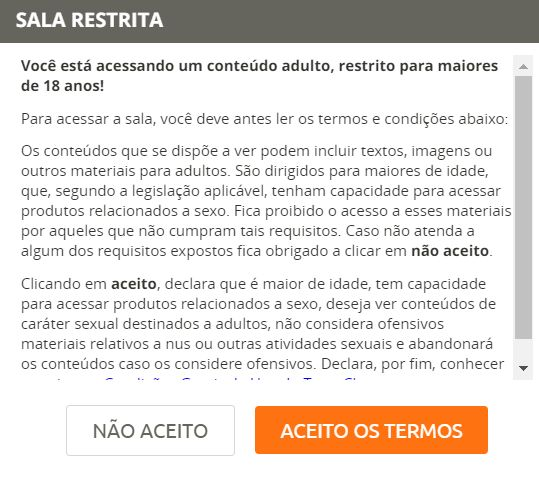 SALA RESTRITA
Você está acessando um conteúdo adulto, restrito para maiores
de 18 anos!
Para acessar a sala, você deve antes ler os termos e condições abaixo:
Os conteúdos que se dispõe a ver podem incluir textos, imagens ou
outros materiais para adultos. São dirigidos para maiores de idade,
que, segundo a legislação aplicável, tenham capacidade para acessar
produtos relacionados a sexo. Fica proibido o acesso a esses materiais
por aqueles que não cumpram tais requisitos. Caso não atenda a
algum dos requisitos expostos fica obrigado a clicar em não aceito.
Clicando em aceito, declara que é maior de idade, tem capacidade
para acessar produtos relacionados a sexo, deseja ver conteúdos de
caráter sexual destinados a adultos, não considera ofensivos
materiais relativos a nus ou outras atividades sexuais e abandonará
os conteúdos caso os considere ofensivos. Declara, por fim, conhecer
NÃO ACEITO
ACEITO OS TERMOS